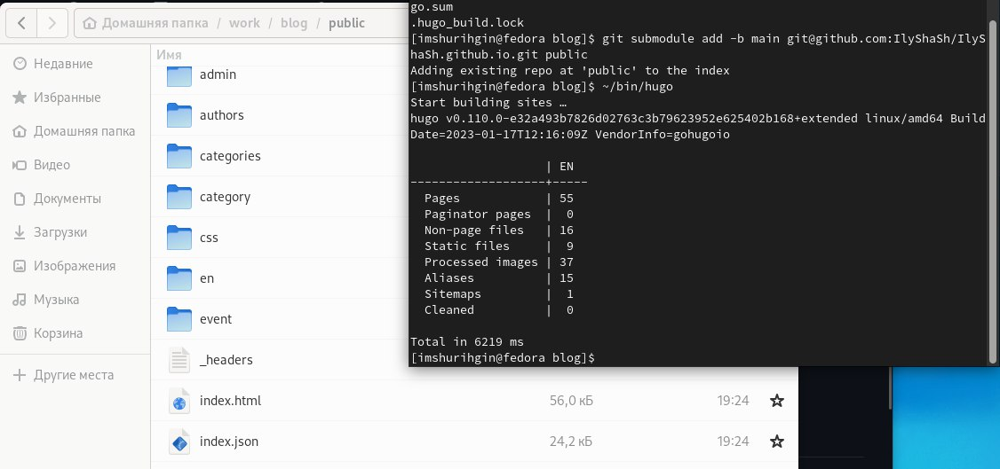 Домашняя папка / work / blog / public
Недавние
Избранные
Домашняя папка
Видео
Документы
Загрузки
Изображения
Музыка
Корзина
Другие места
Имя
admin
authors
categories
category
css
en
event
_headers
index.html 56,0 кБ 19:24
index.json 24,2 кБ 19:24
go.sum
.hugo_build.lock
[imshurihgin@fedora blog]$ git submodule add -b main git@github.com:IlyShaSh/IlyS
haSh.github.io.git public
Adding existing repo at 'public' to the index
[imshurihgin@fedora blog]$ ~/bin/hugo
Start building sites …
hugo v0.110.0-e32a493b7826d02763c3b79623952e625402b168+extended linux/amd64 Build
Date=2023-01-17T12:16:09Z VendorInfo=gohugoio
| EN
-------------------+-----
Pages | 55
Paginator pages | 0
Non-page files | 16
Static files | 9
Processed images | 37
Aliases | 15
Sitemaps | 1
Cleaned | 0
Total in 6219 ms
[imshurihgin@fedora blog]$